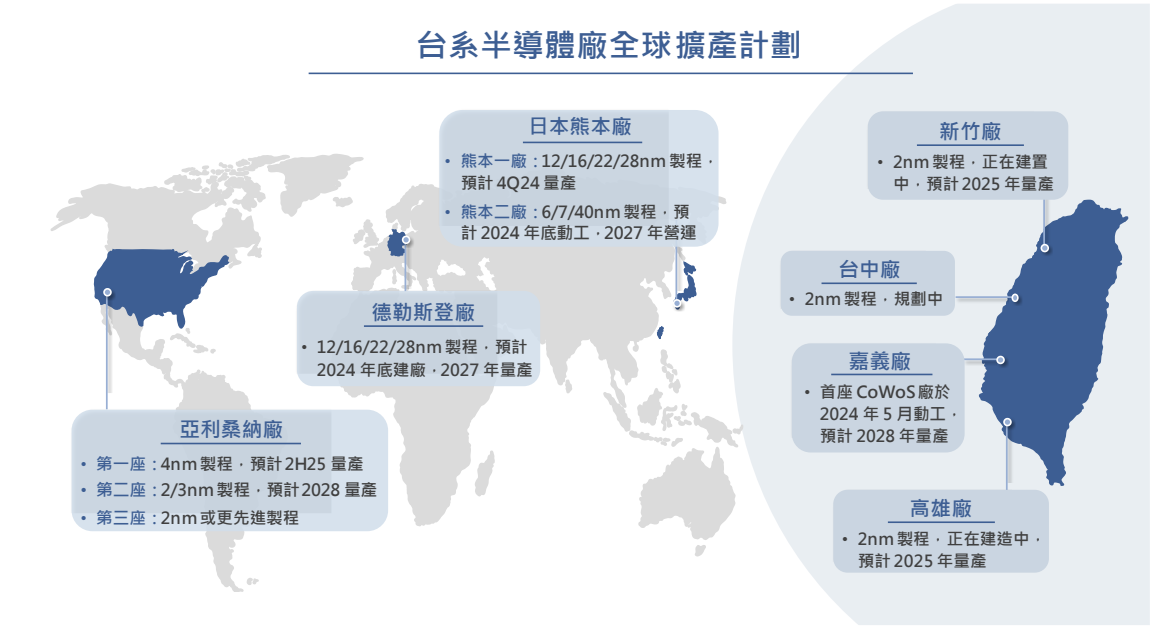 台系半導體廠全球擴產計劃
日本熊本廠
• 熊本一廠：12/16/22/28nm 製程，
預計 4Q24 量產
• 熊本二廠：6/7/40nm 製程，預
計 2024 年底動工，2027 年營運
德勒斯登廠
• 12/16/22/28nm 製程，預計
2024 年底建廠，2027 年量產
亞利桑納廠
• 第一座：4nm 製程，預計 2H25 量產
• 第二座：2/3nm 製程，預計 2028 量產
• 第三座：2nm 或更先進製程
新竹廠
• 2nm 製程，正在建置
中，預計 2025 年量產
台中廠
• 2nm 製程，規劃中
嘉義廠
• 首座 CoWoS 廠於
2024 年 5 月動工，
預計 2028 年量產
高雄廠
• 2nm 製程，正在建造中，
預計 2025 年量產